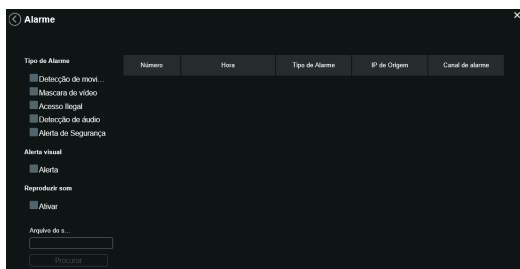 Alarme
Tipo de Alarme
Detecção de movi...
Mascara de vídeo
Acesso Ilegal
Detecção de áudio
Alerta de Segurança
Alerta visual
Alerta
Reproduzir som
Ativar
Arquivo do s...
Procurar
Número Hora Tipo de Alarme IP de Origem Canal de alarme